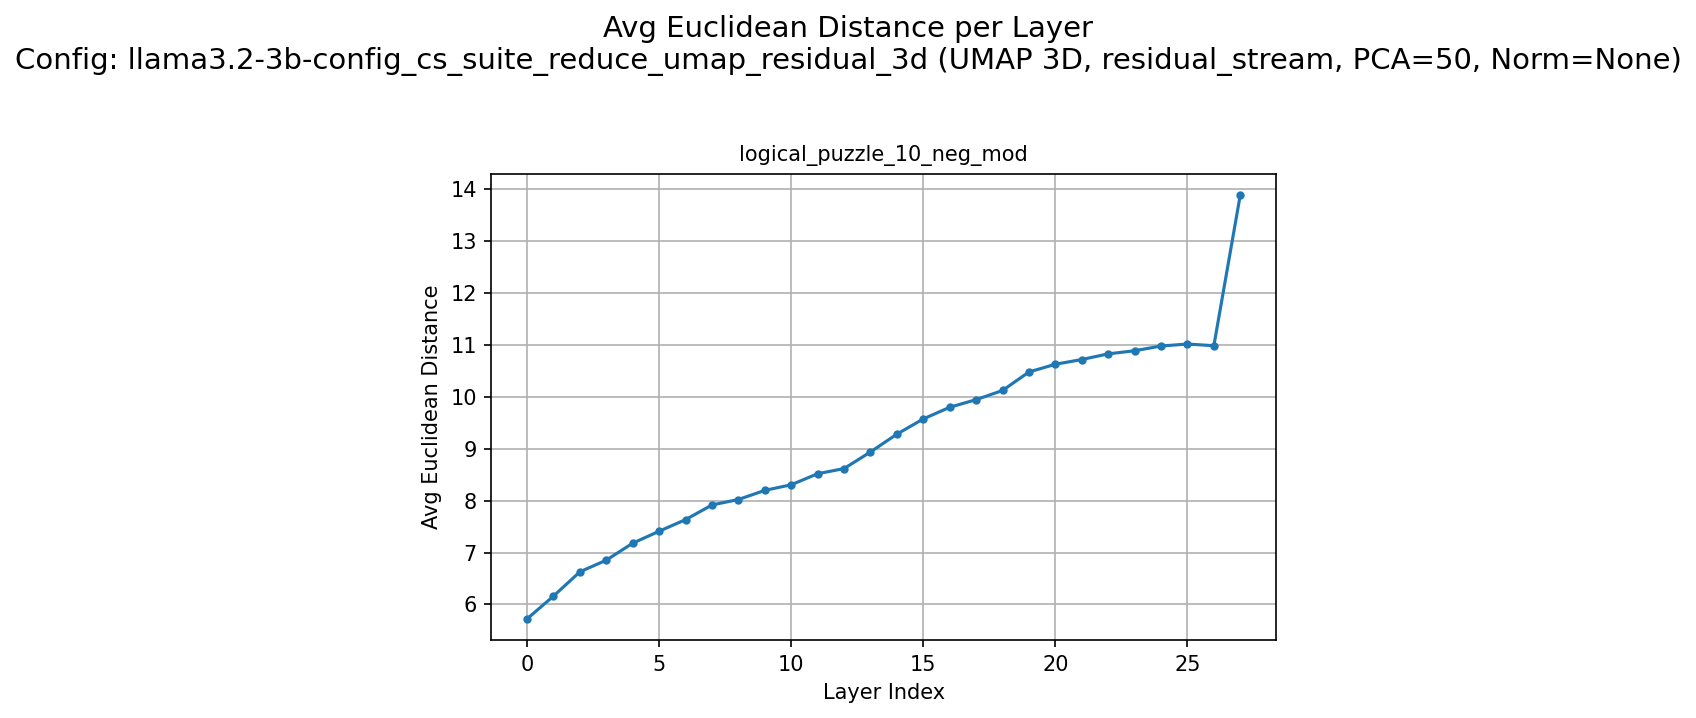 Avg Euclidean Distance per Layer
Config: llama3.2-3b-config_cs_suite_reduce_umap_residual_3d (UMAP 3D, residual_stream, PCA=50, Norm=None)
logical_puzzle_10_neg_mod
Avg Euclidean Distance
14
13
12
11
10
9
8
7
6
0 5 10 15 20 25
Layer Index